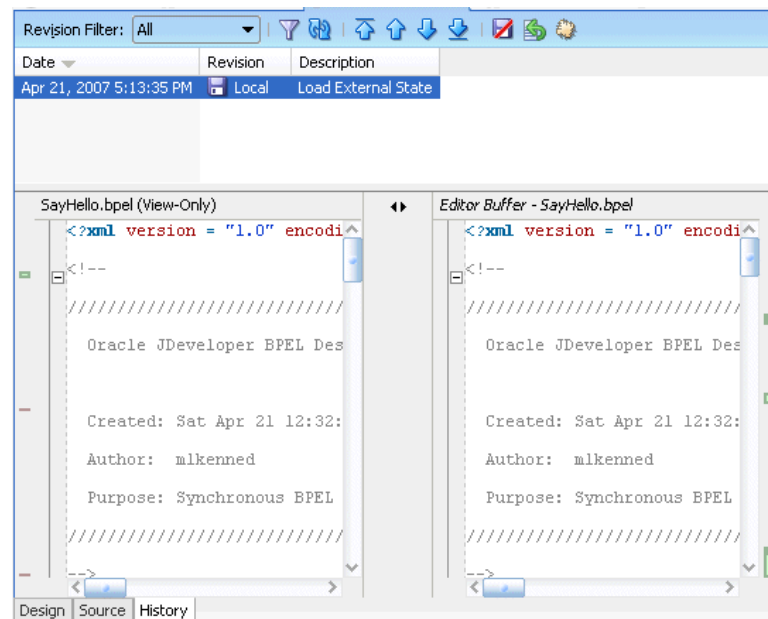 Revision Filter: All
Date Revision Description
Apr 21, 2007 5:13:35 PM Local Load External State
SayHello.bpel (View-Only)
<?xml version = "1.0" encodi
<!--
////////////////////////////
Oracle JDeveloper BPEL Des
Created: Sat Apr 21 12:32:
Author: mlkenned
Purpose: Synchronous BPEL
////////////////////////////
-->
Editor Buffer - SayHello.bpel
<?xml version = "1.0" encodi
<!--
////////////////////////////
Oracle JDeveloper BPEL Des
Created: Sat Apr 21 12:32:
Author: mlkenned
Purpose: Synchronous BPEL
////////////////////////////
-->
Design Source History